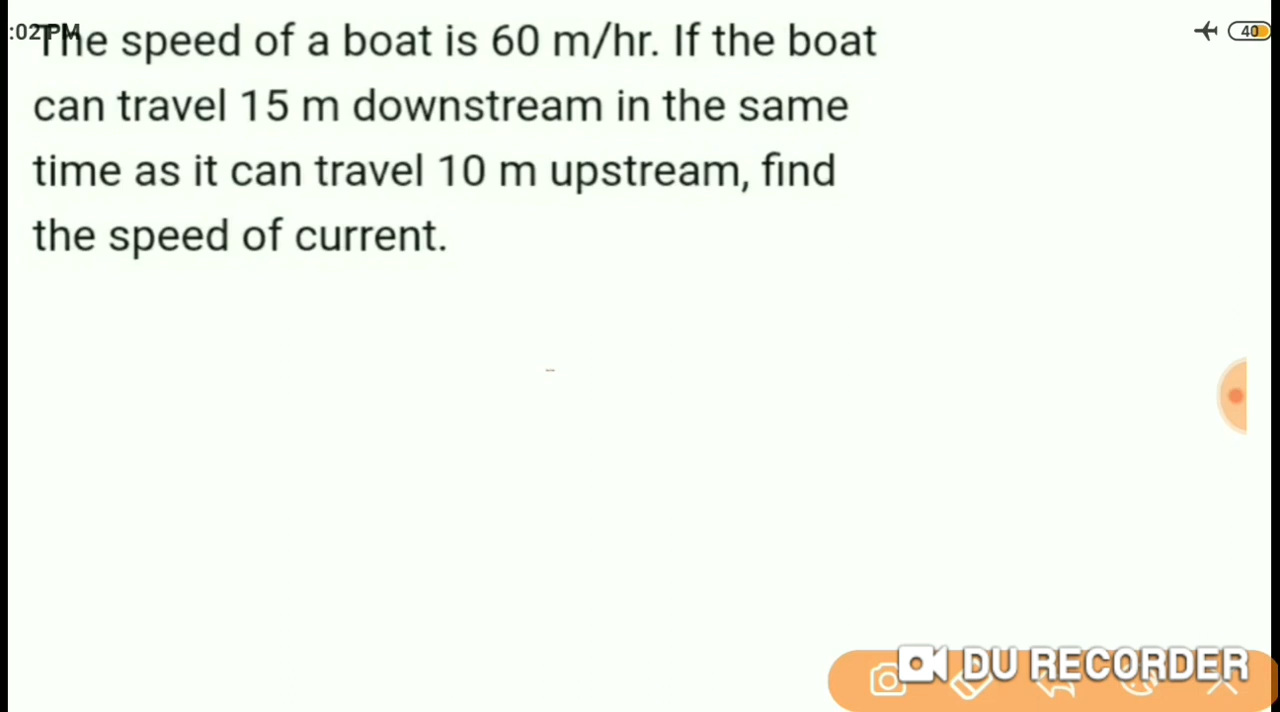 :02 PM
40
The speed of a boat is 60 m/hr. If the boat
can travel 15 m downstream in the same
time as it can travel 10 m upstream, find
the speed of current.
DU RECORDER